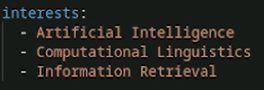 interests:
- Artificial Intelligence
- Computational Linguistics
- Information Retrieval